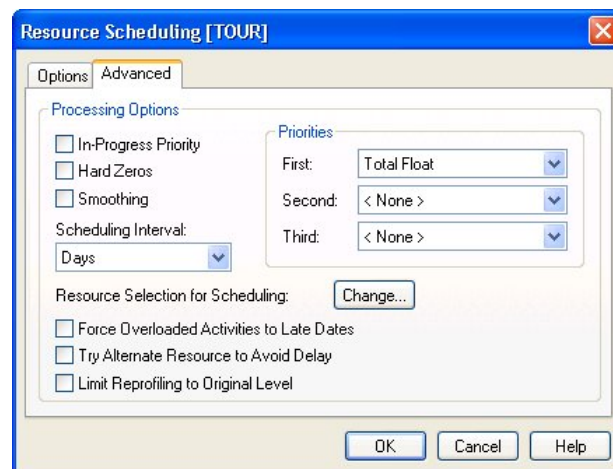 Resource Scheduling [TOUR]
Options Advanced
Processing Options
In-Progress Priority
Hard Zeros
Smoothing
Scheduling Interval:
Days
Priorities
First: Total Float
Second: < None >
Third: < None >
Resource Selection for Scheduling: Change...
Force Overloaded Activities to Late Dates
Try Alternate Resource to Avoid Delay
Limit Reprofiling to Original Level
OK Cancel Help